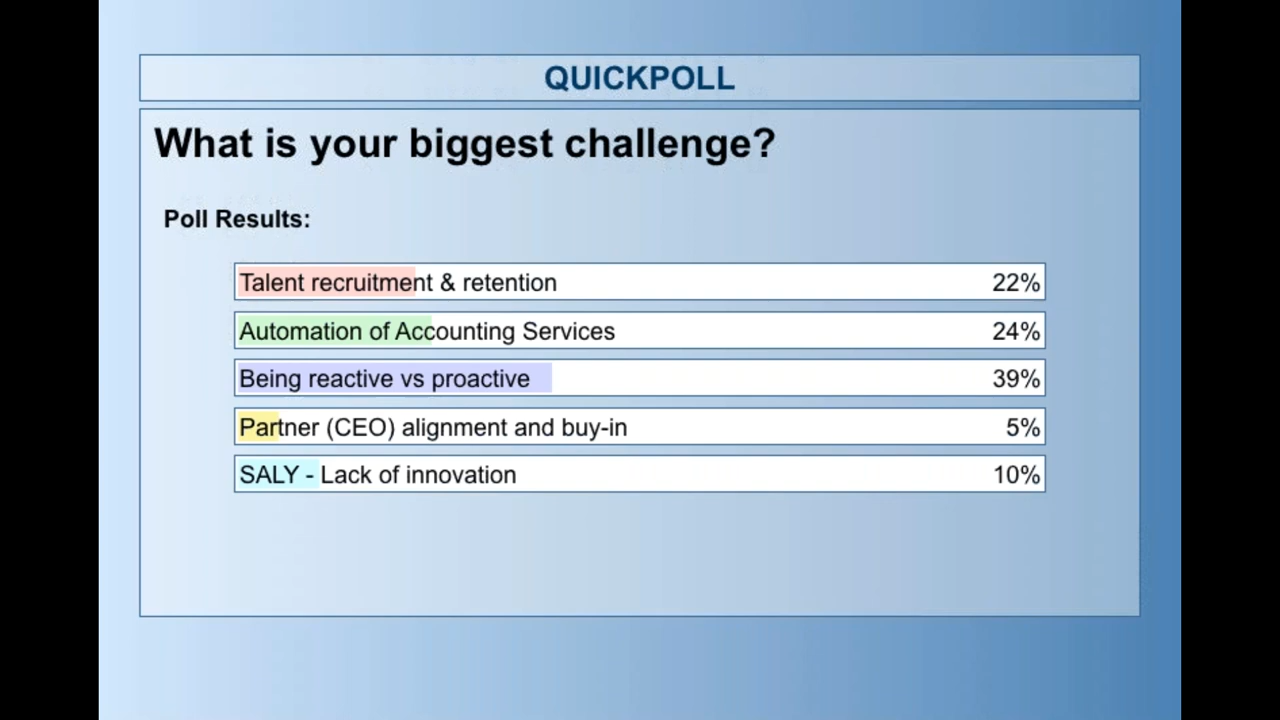 QUICKPOLL
What is your biggest challenge?
Poll Results:
Talent recruitment & retention 22%
Automation of Accounting Services 24%
Being reactive vs proactive 39%
Partner (CEO) alignment and buy-in 5%
SALY - Lack of innovation 10%